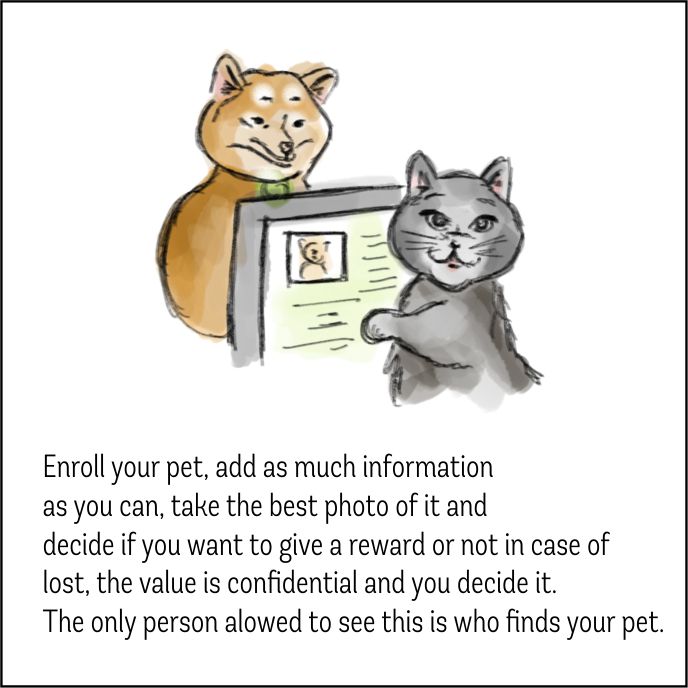 Enroll your pet, add as much information
as you can, take the best photo of it and
decide if you want to give a reward or not in case of
lost, the value is confidential and you decide it.
The only person alowed to see this is who finds your pet.